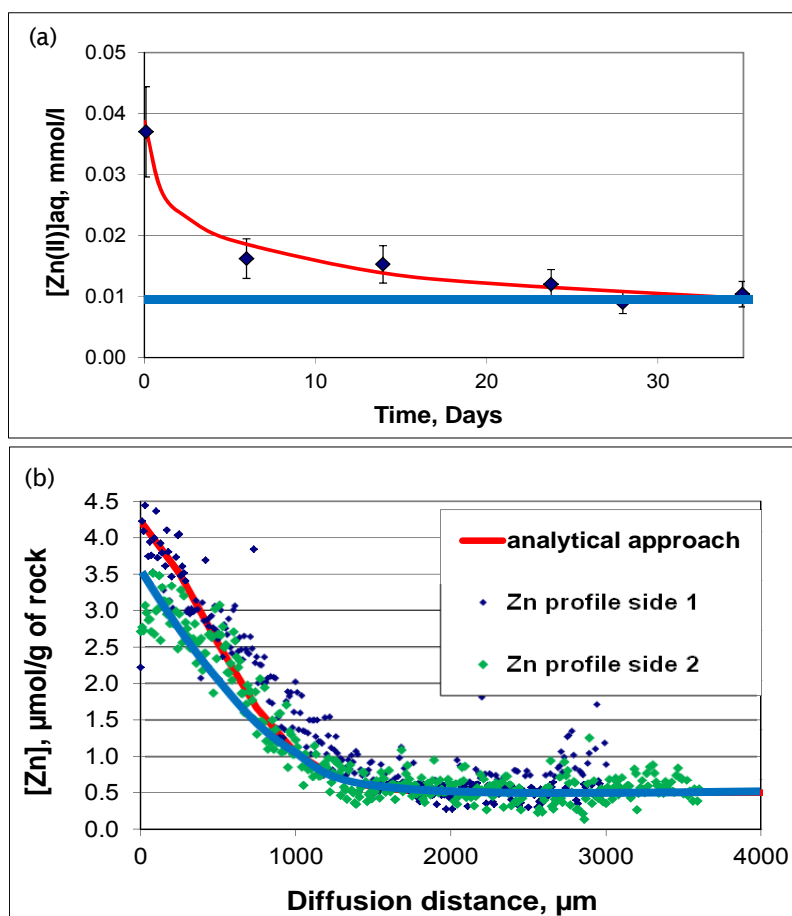 (a)
0.05
0.04
0.03
0.02
0.01
0.00
[Zn(II)]aq, mmol/l
0 10 20 30
Time, Days
(b)
4.5
4.0
3.5
3.0
2.5
2.0
1.5
1.0
0.5
0.0
[Zn], µmol/g of rock
analytical approach
Zn profile side 1
Zn profile side 2
0 1000 2000 3000 4000
Diffusion distance, µm